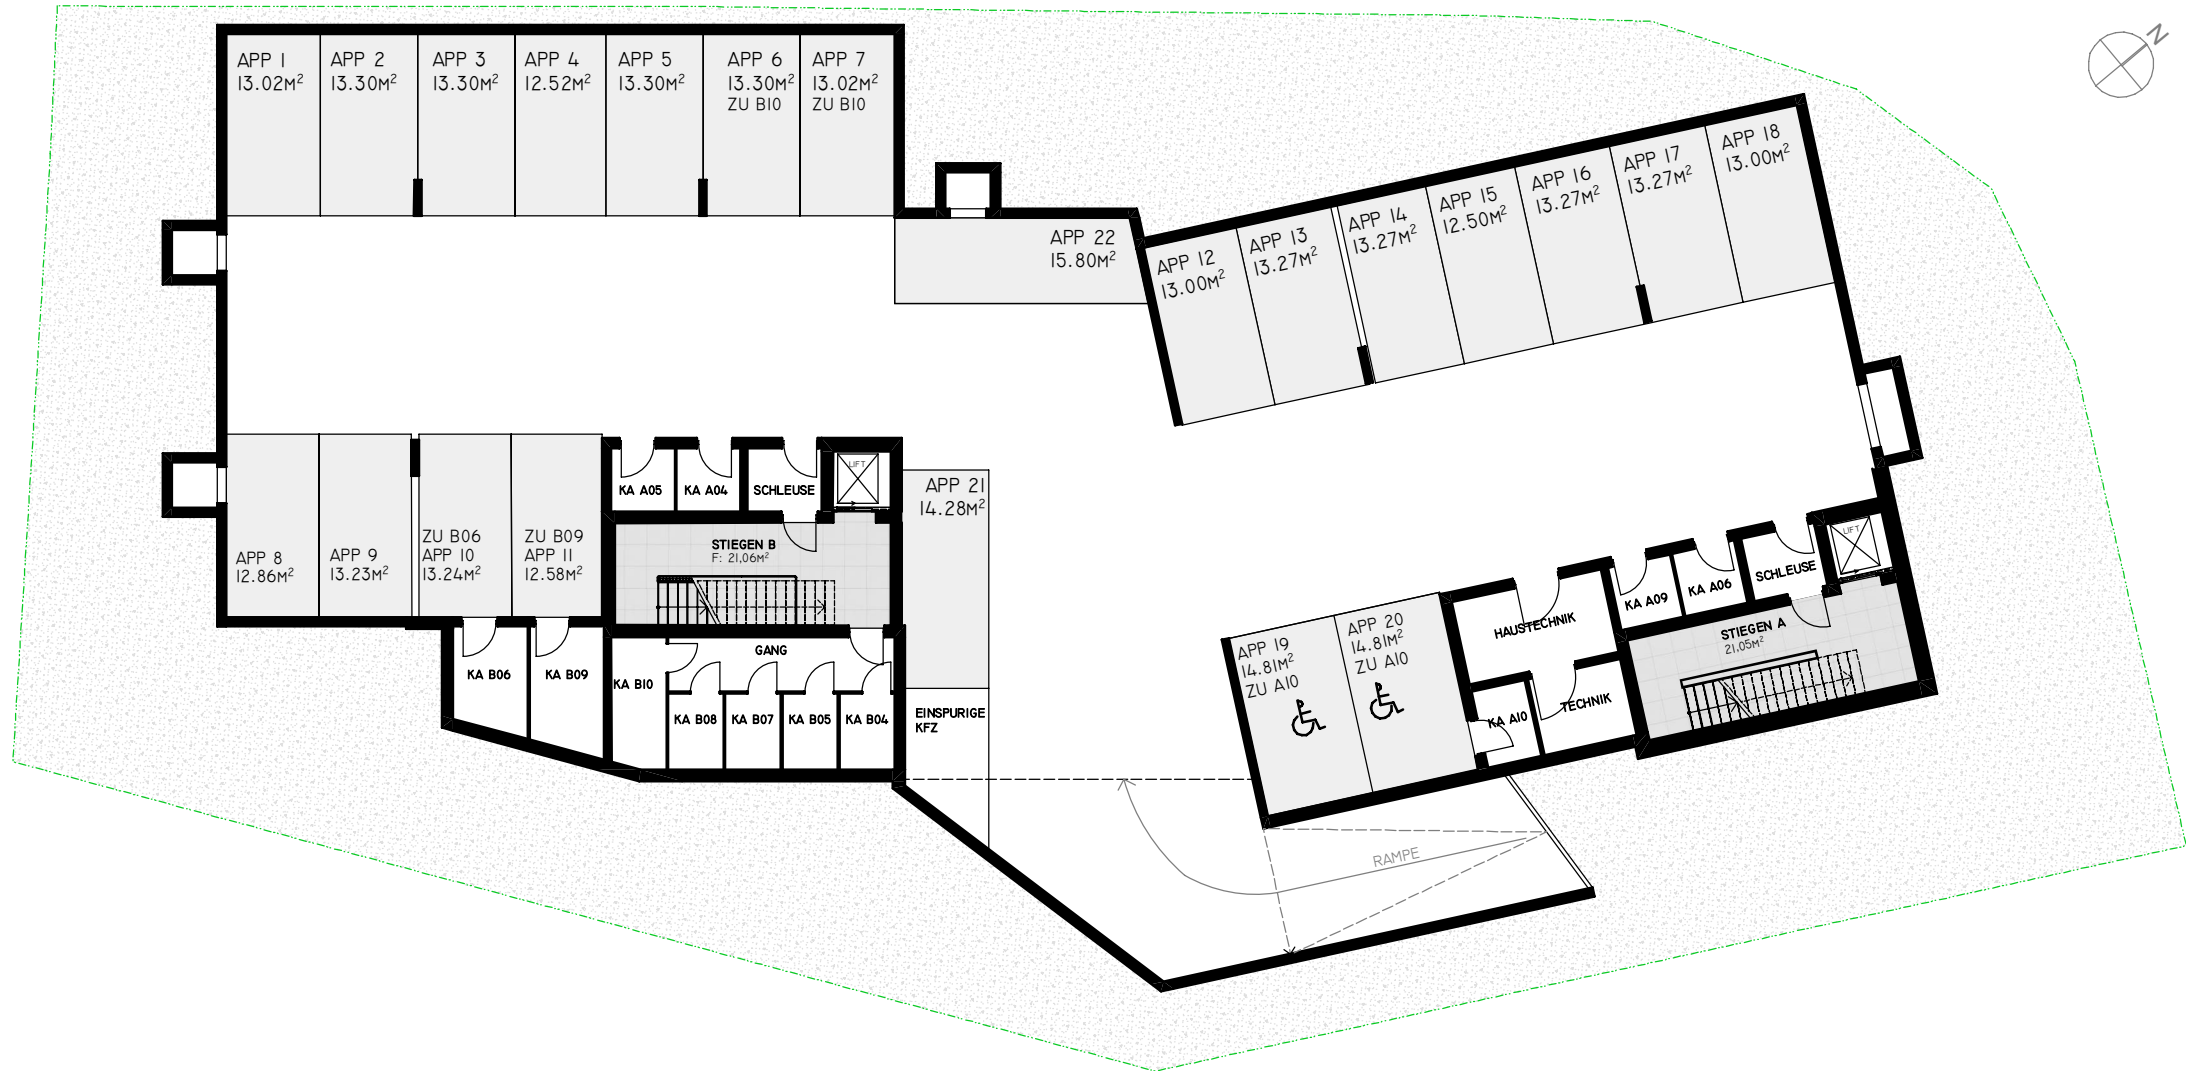 N
APP 1
13.02M²
APP 2
13.30M²
APP 3
13.30M²
APP 4
12.52M²
APP 5
13.30M²
APP 6
13.30M²
ZU B10
APP 7
13.02M²
ZU B10
APP 22
15.80M²
APP 12
13.00M²
APP 13
13.27M²
APP 14
13.27M²
APP 15
12.50M²
APP 16
13.27M²
APP 17
13.27M²
APP 18
13.00M²
APP 8
12.86M²
APP 9
13.23M²
ZU B06
APP 10
13.24M²
ZU B09
APP 11
12.58M²
KA A05
KA A04
SCHLEUSE
LIFT
APP 21
14.28M²
STIEGEN B
F: 21,06M²
GANG
KA B06
KA B09
KA B10
KA B08
KA B07
KA B05
KA B04
EINSPURIGE
KFZ
APP 19
14.81M²
ZU A10
APP 20
14.81M²
ZU A10
HAUSTECHNIK
KA A09
KA A06
SCHLEUSE
LIFT
STIEGEN A
21,05M²
KA A10
TECHNIK
RAMPE